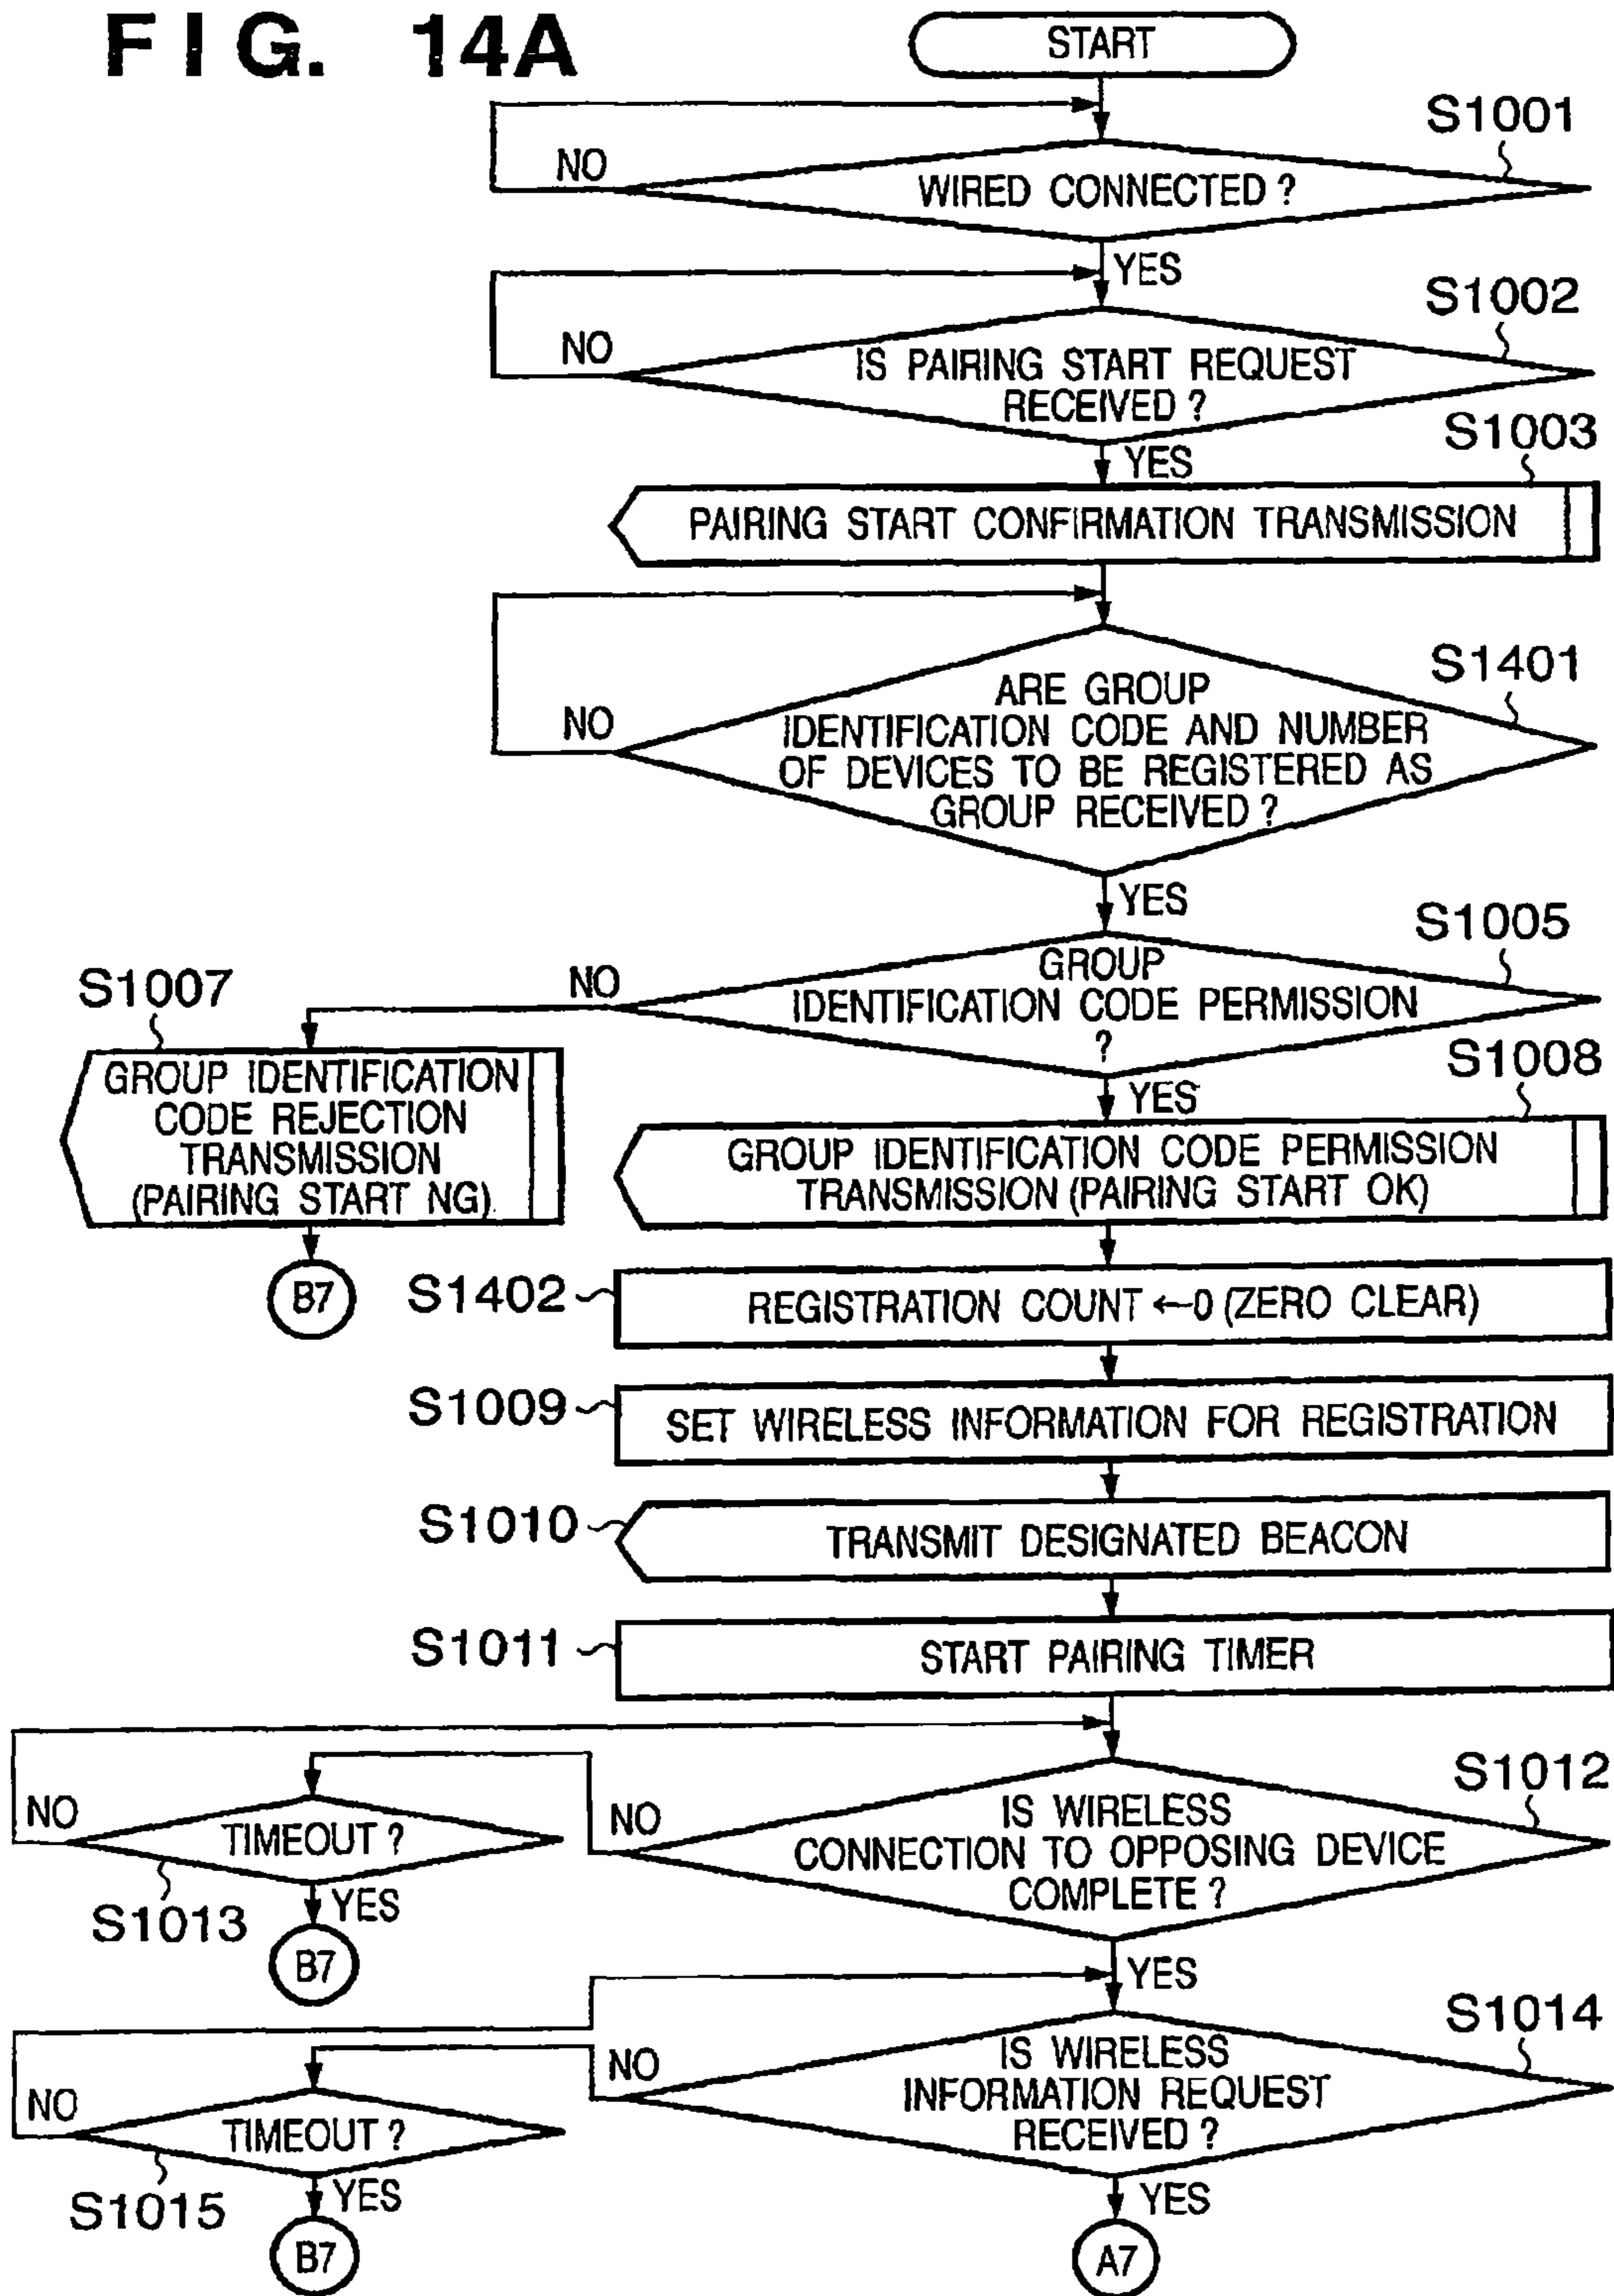 FIG. 14A
START
S1001
NO
WIRED CONNECTED ?
YES
S1002
NO
IS PAIRING START REQUEST
RECEIVED ?
S1003
YES
PAIRING START CONFIRMATION TRANSMISSION
S1401
NO
ARE GROUP
IDENTIFICATION CODE AND NUMBER
OF DEVICES TO BE REGISTERED AS
GROUP RECEIVED ?
YES
S1005
NO
GROUP
IDENTIFICATION CODE PERMISSION
?
S1007
GROUP IDENTIFICATION
CODE REJECTION
TRANSMISSION
(PAIRING START NG)
B7
YES
S1008
GROUP IDENTIFICATION CODE PERMISSION
TRANSMISSION (PAIRING START OK)
S1402
REGISTRATION COUNT ←0 (ZERO CLEAR)
S1009
SET WIRELESS INFORMATION FOR REGISTRATION
S1010
TRANSMIT DESIGNATED BEACON
S1011
START PAIRING TIMER
S1012
NO
IS WIRELESS
CONNECTION TO OPPOSING DEVICE
COMPLETE ?
NO
TIMEOUT ?
S1013
YES
B7
YES
S1014
NO
IS WIRELESS
INFORMATION REQUEST
RECEIVED ?
NO
TIMEOUT ?
S1015
YES
B7
YES
A7